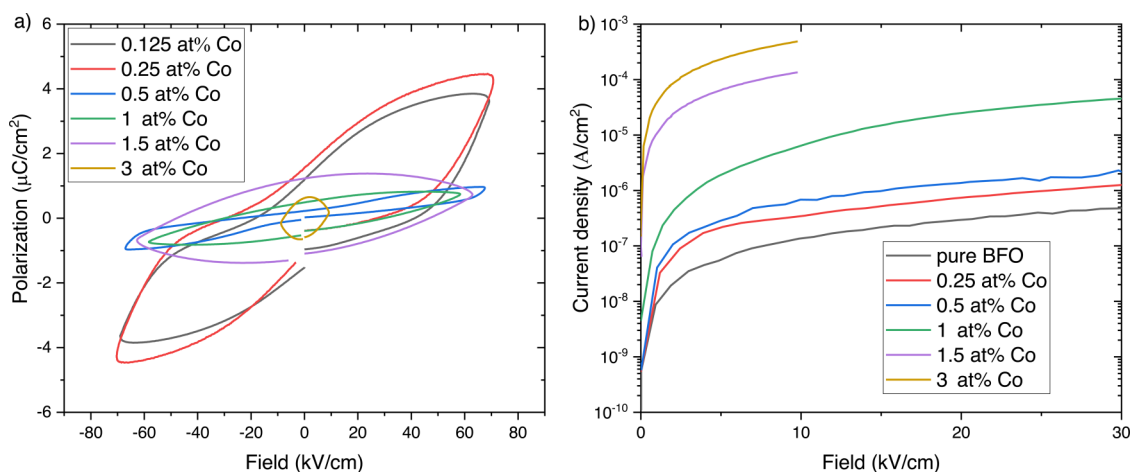 a)
0.125 at% Co
0.25 at% Co
0.5 at% Co
1 at% Co
1.5 at% Co
3 at% Co
Polarization (μC/cm²)
6
4
2
0
-2
-4
-6
-80 -60 -40 -20 0 20 40 60 80
Field (kV/cm)
b)
Current density (A/cm²)
10⁻³
10⁻⁴
10⁻⁵
10⁻⁶
10⁻⁷
10⁻⁸
10⁻⁹
10⁻¹⁰
pure BFO
0.25 at% Co
0.5 at% Co
1 at% Co
1.5 at% Co
3 at% Co
0 10 20 30
Field (kV/cm)